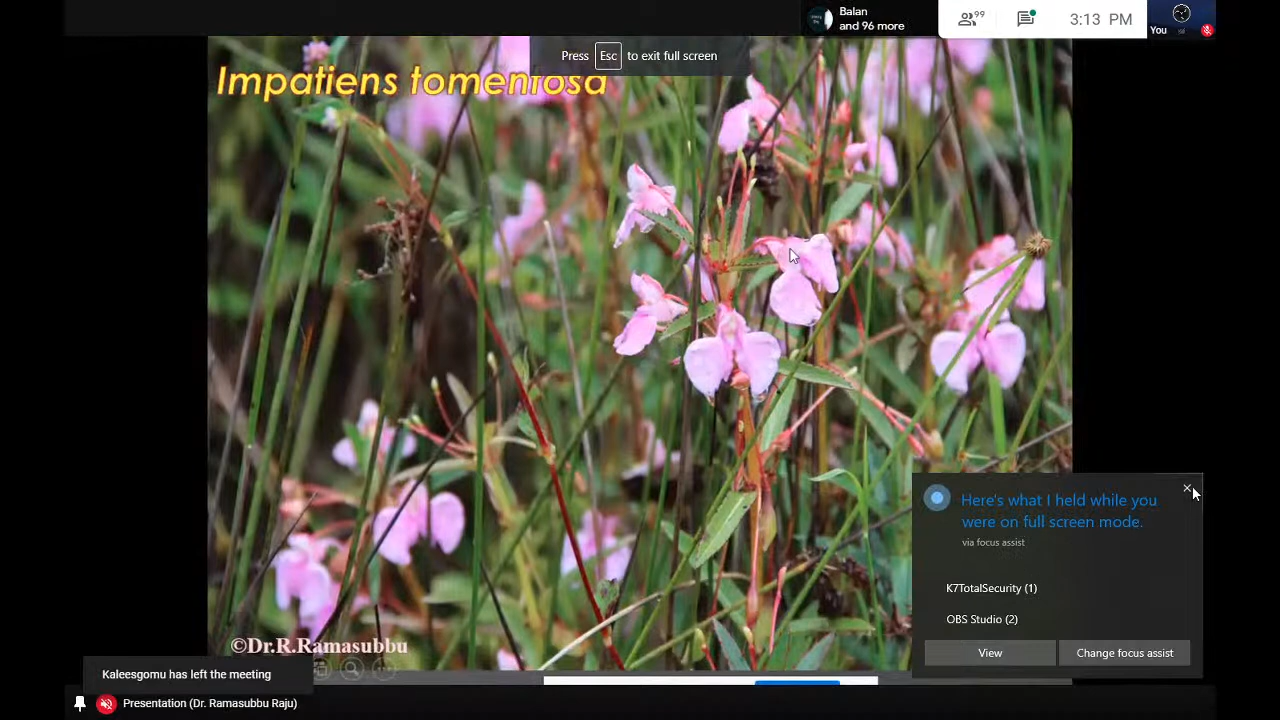 Balan
and 96 more
99
3:13 PM
You
Press Esc to exit full screen
Impatiens tomentosa
Here's what I held while you
were on full screen mode.
via focus assist
K7TotalSecurity (1)
OBS Studio (2)
View
Change focus assist
©Dr.R.Ramasubbu
Kaleesgomu has left the meeting
Presentation (Dr. Ramasubbu Raju)